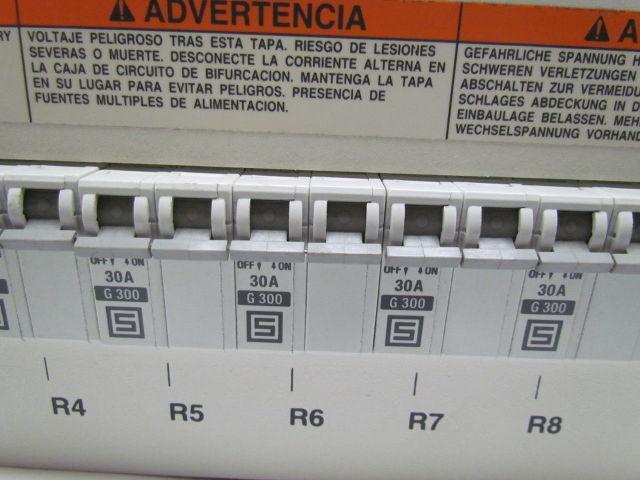 ADVERTENCIA
RY
VOLTAJE PELIGROSO TRAS ESTA TAPA. RIESGO DE LESIONES
SEVERAS O MUERTE. DESCONECTE LA CORRIENTE ALTERNA EN
LA CAJA DE CIRCUITO DE BIFURCACION. MANTENGA LA TAPA
EN SU LUGAR PARA EVITAR PELIGROS. PRESENCIA DE
FUENTES MULTIPLES DE ALIMENTACION.
A
GEFAHRLICHE SPANNUNG H
SCHWEREN VERLETZUNGEN
ABSCHALTEN ZUR VERMEIDU
SCHLAGES ABDECKUNG IN D
EINBAULAGE BELASSEN. MEH
WECHSELSPANNUNG VORHAND
OFF ON
30A
G 300
OFF ON
30A
G 300
OFF ON
30A
G 300
OFF ON
30A
G 300
R4
R5
R6
R7
R8